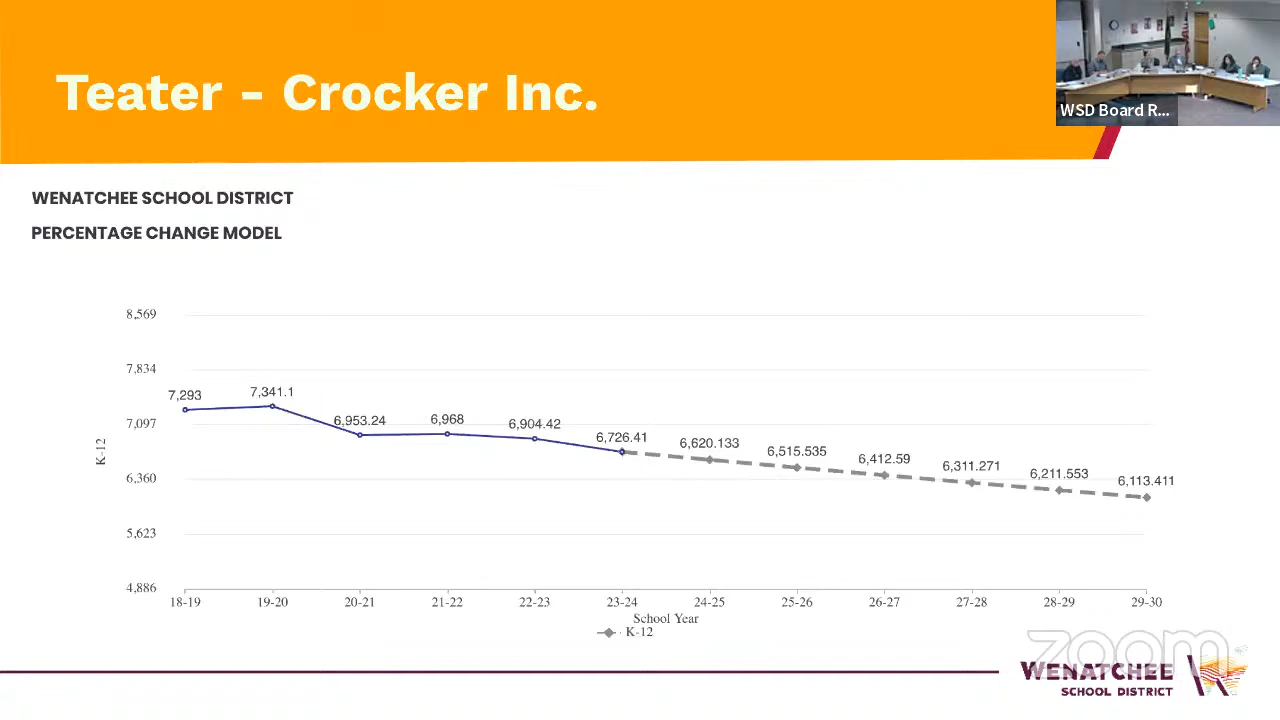 Teater - Crocker Inc.
WSD Board R...
WENATCHEE SCHOOL DISTRICT
PERCENTAGE CHANGE MODEL
8,569
7,834
7,097
6,360
5,623
4,886
K-12
7,293
7,341.1
6,953.24
6,968
6,904.42
6,726.41
6,620.133
6,515.535
6,412.59
6,311.271
6,211.553
6,113.411
18-19 19-20 20-21 21-22 22-23 23-24 24-25 25-26 26-27 27-28 28-29 29-30
School Year
K-12
zoom
WENATCHEE
SCHOOL DISTRICT